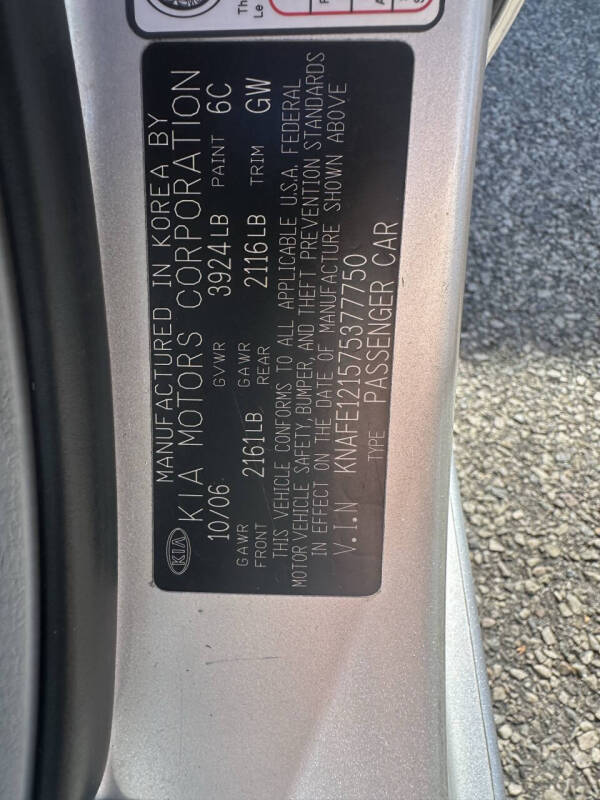 KIA
MANUFACTURED IN KOREA BY
KIA MOTORS CORPORATION
10/06 GVWR 3924LB PAINT 6C
GAWR FRONT 2161LB GAWR REAR 2116LB TRIM GW
THIS VEHICLE CONFORMS TO ALL APPLICABLE U.S.A. FEDERAL
MOTOR VEHICLE SAFETY, BUMPER, AND THEFT PREVENTION STANDARDS
IN EFFECT ON THE DATE OF MANUFACTURE SHOWN ABOVE
V.I.N KNAFE121575377750
TYPE PASSENGER CAR
Th
Le